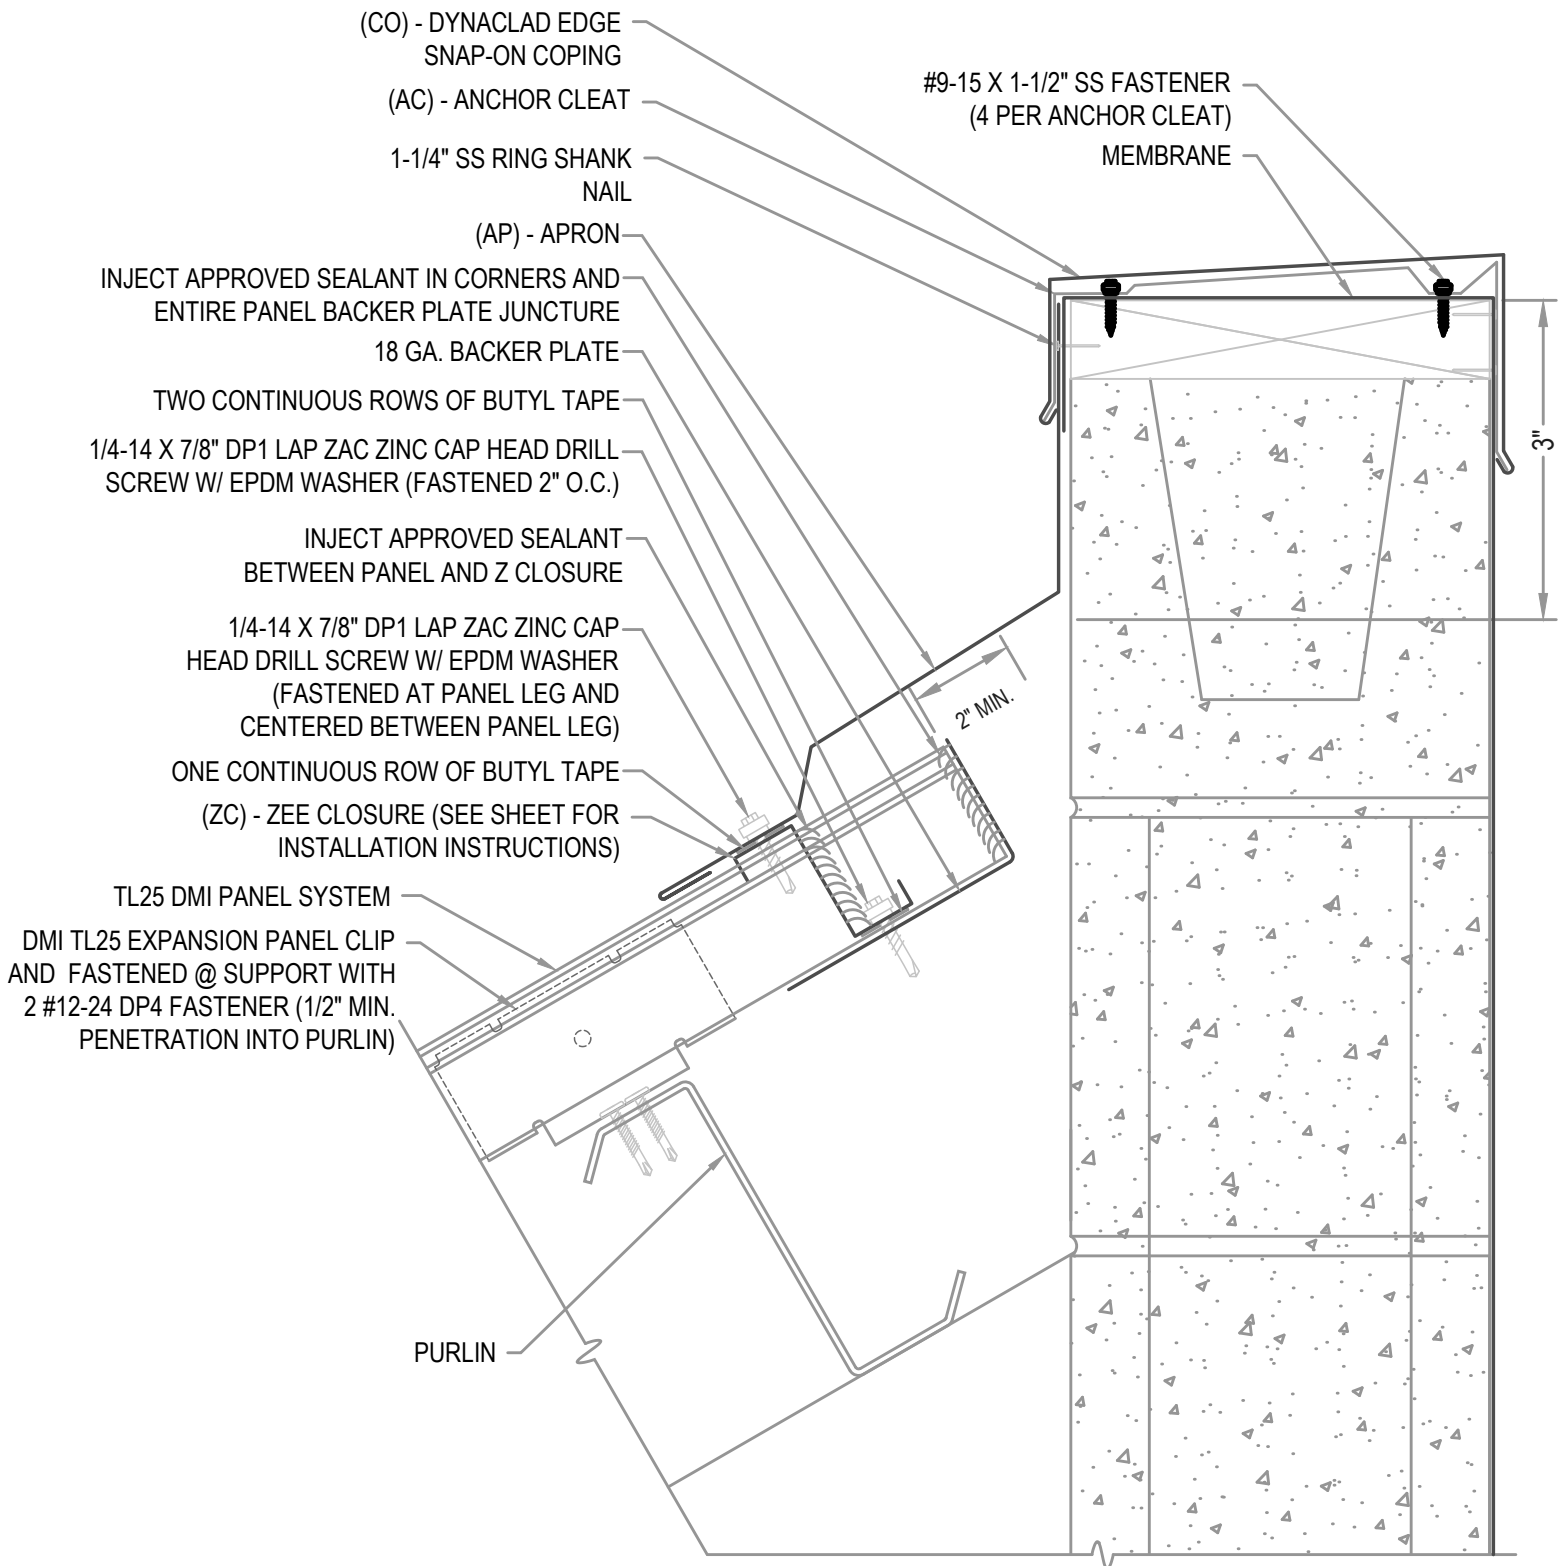 (CO) - DYNACLAD EDGE
SNAP-ON COPING
(AC) - ANCHOR CLEAT
1-1/4" SS RING SHANK
NAIL
(AP) - APRON
INJECT APPROVED SEALANT IN CORNERS AND
ENTIRE PANEL BACKER PLATE JUNCTURE
18 GA. BACKER PLATE
TWO CONTINUOUS ROWS OF BUTYL TAPE
1/4-14 X 7/8" DP1 LAP ZAC ZINC CAP HEAD DRILL
SCREW W/ EPDM WASHER (FASTENED 2" O.C.)
INJECT APPROVED SEALANT
BETWEEN PANEL AND Z CLOSURE
1/4-14 X 7/8" DP1 LAP ZAC ZINC CAP
HEAD DRILL SCREW W/ EPDM WASHER
(FASTENED AT PANEL LEG AND
CENTERED BETWEEN PANEL LEG)
ONE CONTINUOUS ROW OF BUTYL TAPE
(ZC) - ZEE CLOSURE (SEE SHEET FOR
INSTALLATION INSTRUCTIONS)
TL25 DMI PANEL SYSTEM
DMI TL25 EXPANSION PANEL CLIP
AND FASTENED @ SUPPORT WITH
2 #12-24 DP4 FASTENER (1/2" MIN.
PENETRATION INTO PURLIN)
PURLIN
#9-15 X 1-1/2" SS FASTENER
(4 PER ANCHOR CLEAT)
MEMBRANE
3"
2" MIN.